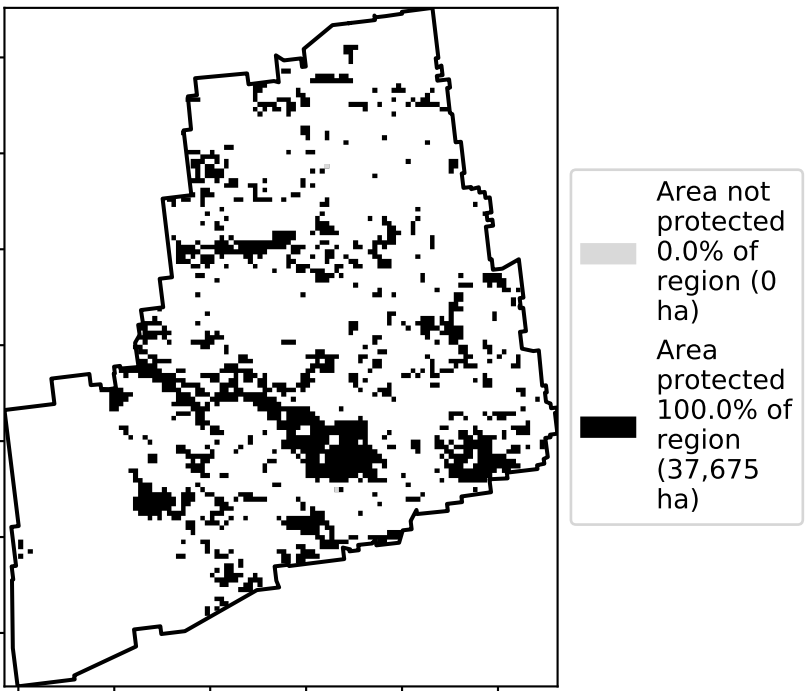 Area not
protected
0.0% of
region (0
ha)
Area
protected
100.0% of
region
(37,675
ha)